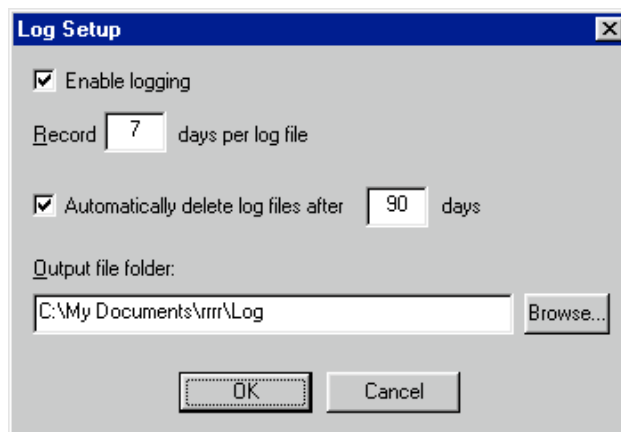 Log Setup
Enable logging
Record 7 days per log file
Automatically delete log files after 90 days
Output file folder:
C:\My Documents\rrrr\Log Browse...
OK Cancel